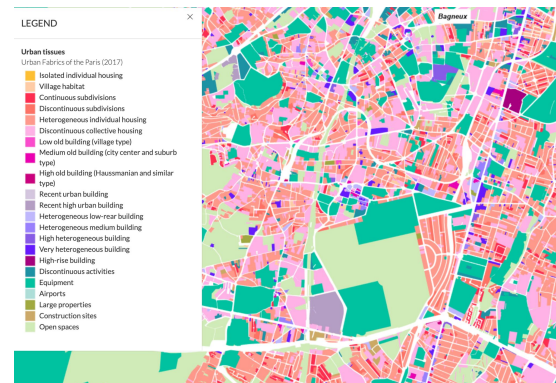 LEGEND
×
Bagneux
Urban tissues
Urban Fabrics of the Paris (2017)
Isolated individual housing
Village habitat
Continuous subdivisions
Discontinuous subdivisions
Heterogeneous individual housing
Discontinuous collective housing
Low old building (village type)
Medium old building (city center and suburb
type)
High old building (Haussmanian and similar
type)
Recent urban building
Recent high urban building
Heterogeneous low-rear building
Heterogeneous medium building
High heterogeneous building
Very heterogeneous building
High-rise building
Discontinuous activities
Equipment
Airports
Large properties
Construction sites
Open spaces